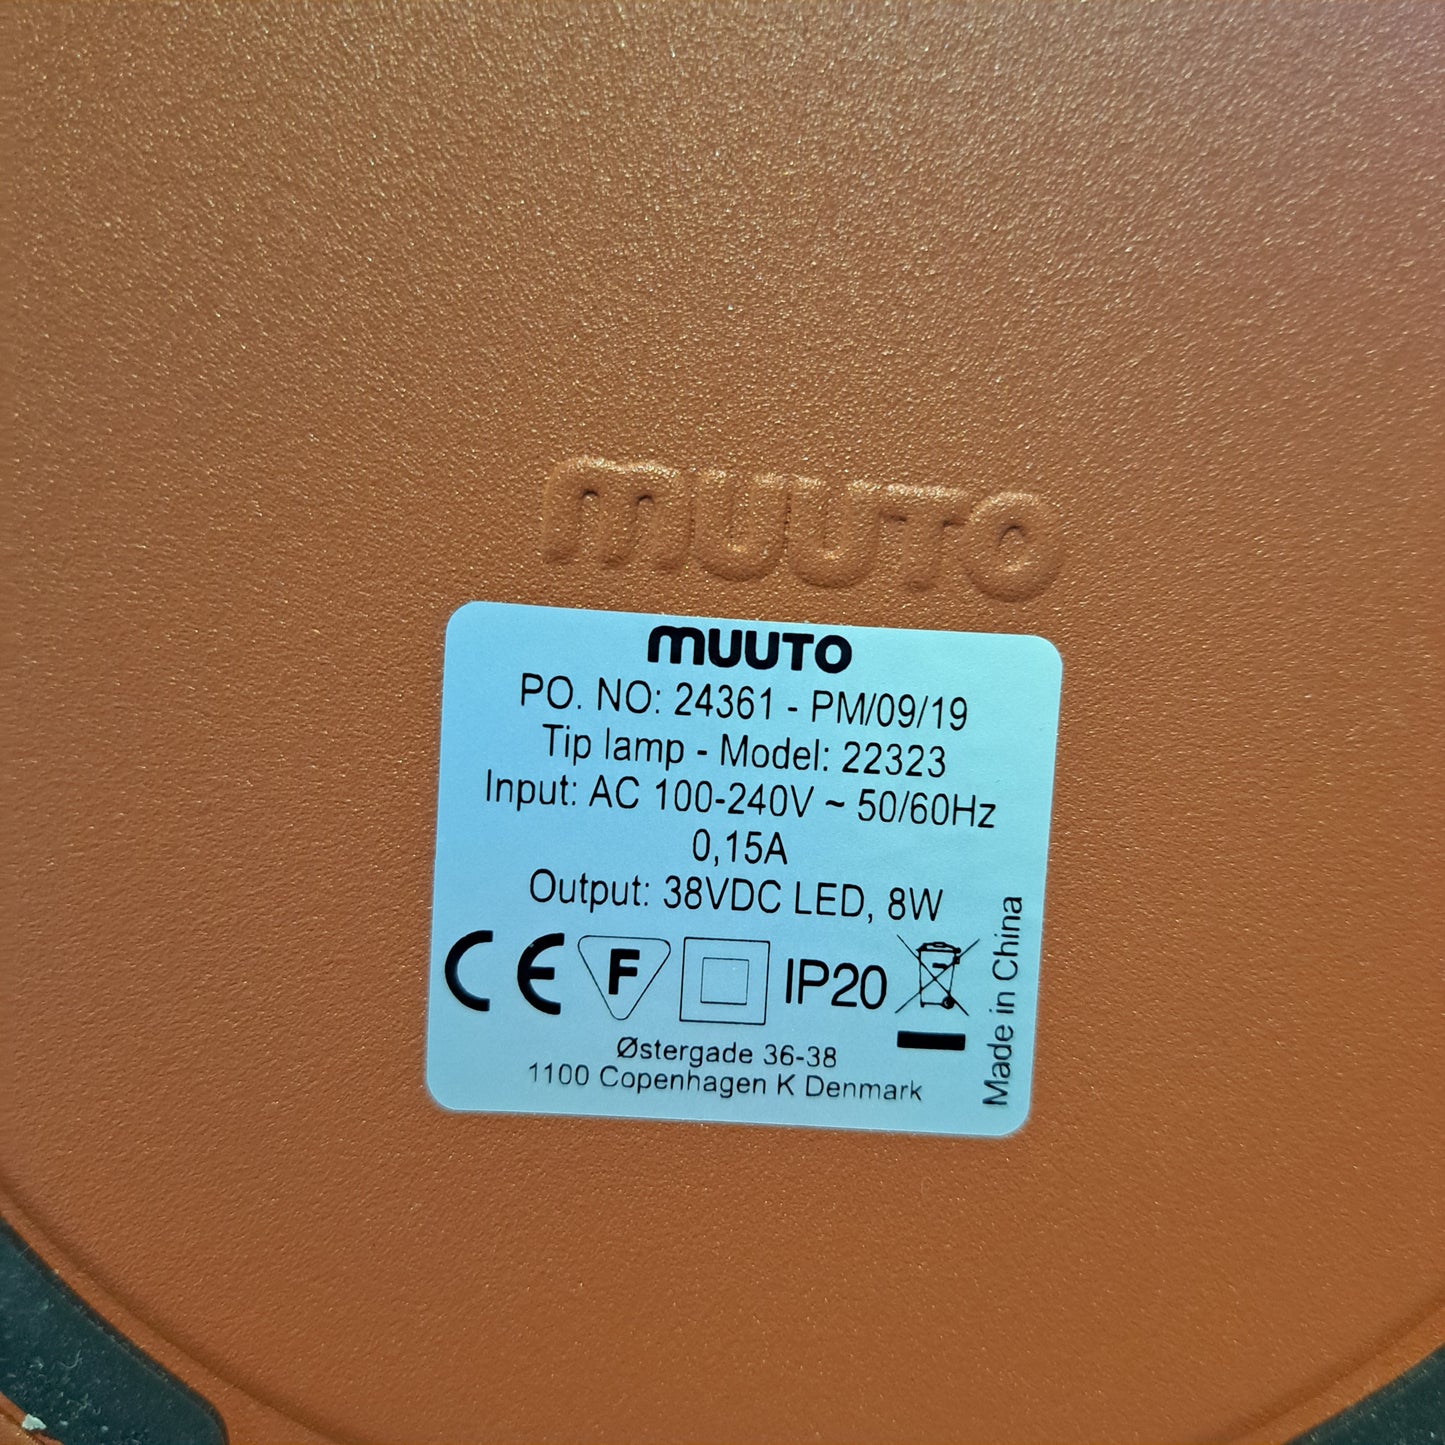 MUUTO
MUUTO
PO. NO: 24361 - PM/09/19
Tip lamp - Model: 22323
Input: AC 100-240V ~ 50/60Hz
0,15A
Output: 38VDC LED, 8W
CE F IP20
Østergade 36-38
1100 Copenhagen K Denmark
Made in China